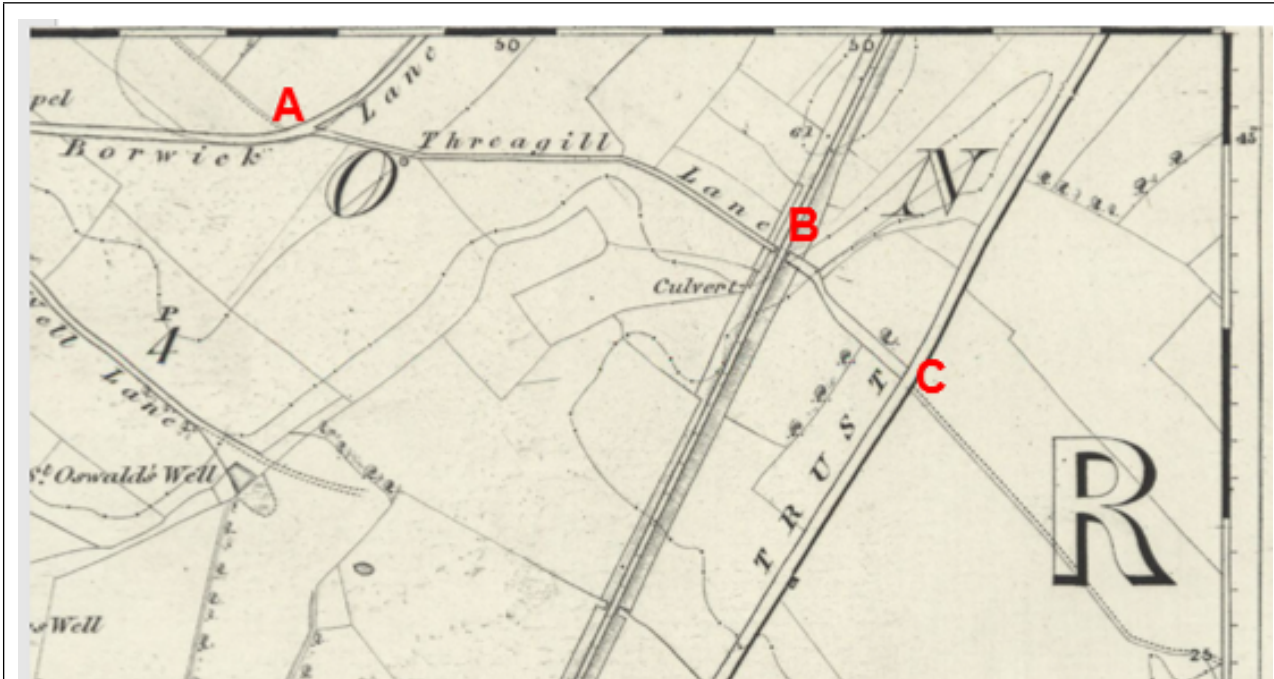 50
50
pel
A
Lane
Borwick
Threagill
O
61
N
45
Lane
B
Culvert
P
4
ell
Lane
C
TRUST
St. Oswald's Well
R
s Well
25